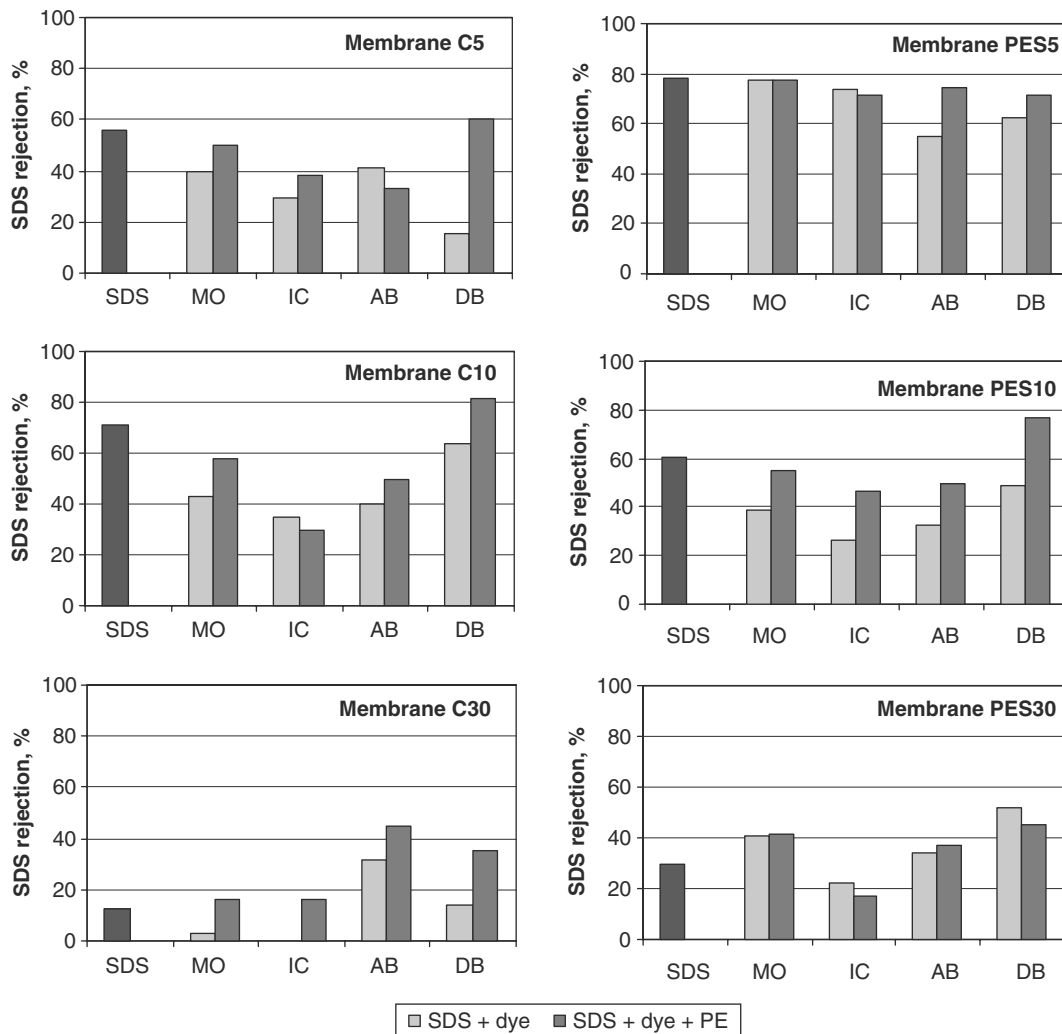 Membrane C5
SDS rejection, %
100
80
60
40
20
0
SDS MO IC AB DB
Membrane PES5
SDS rejection, %
100
80
60
40
20
0
SDS MO IC AB DB
Membrane C10
SDS rejection, %
100
80
60
40
20
0
SDS MO IC AB DB
Membrane PES10
SDS rejection, %
100
80
60
40
20
0
SDS MO IC AB DB
Membrane C30
SDS rejection, %
100
80
60
40
20
0
SDS MO IC AB DB
Membrane PES30
SDS rejection, %
100
80
60
40
20
0
SDS MO IC AB DB
SDS + dye SDS + dye + PE